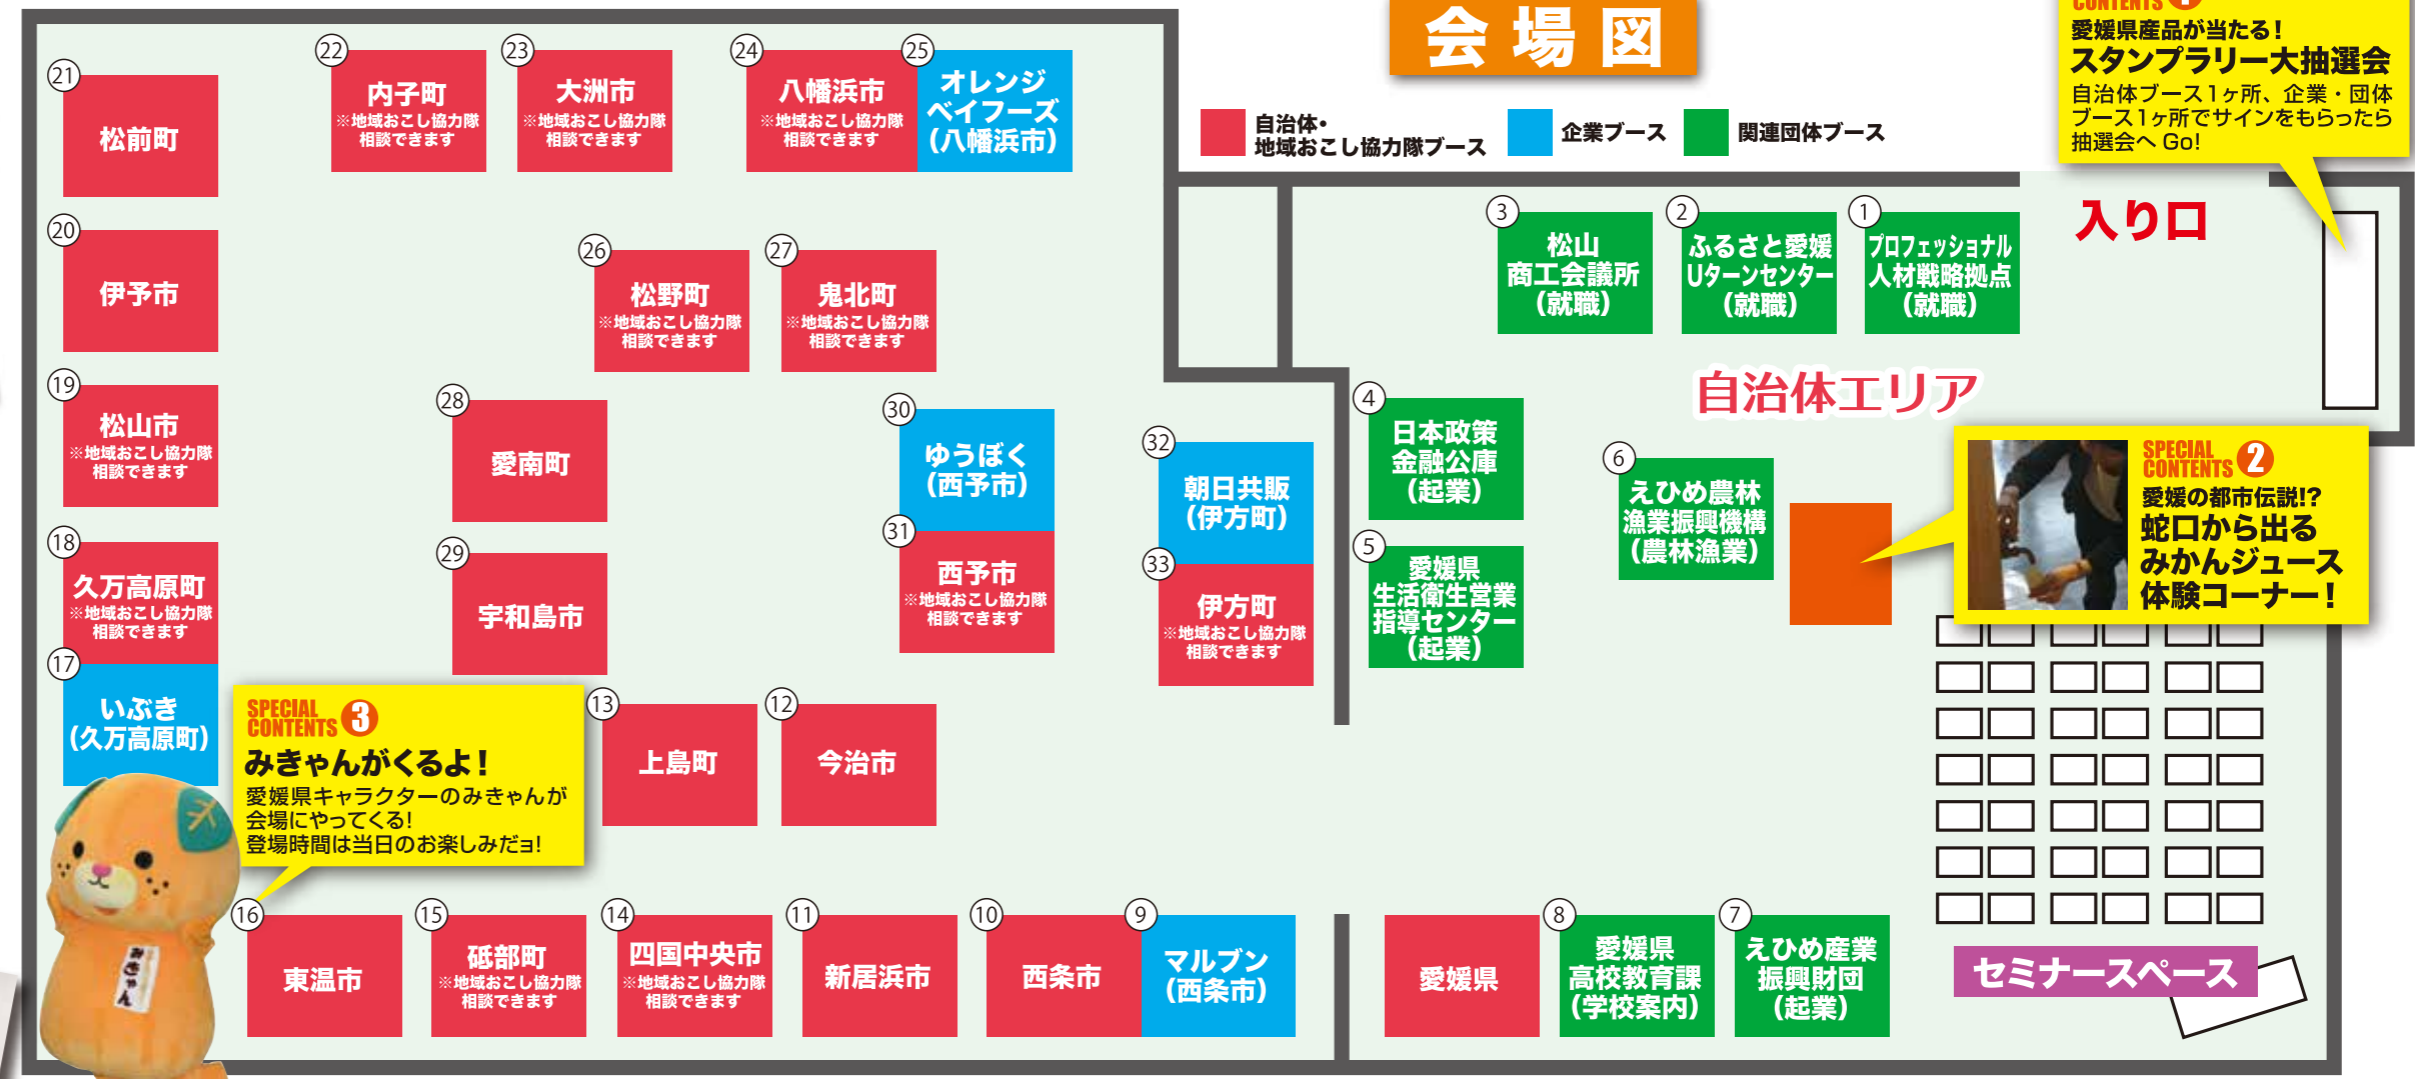 会場図
自治体・
地域おこし協力隊ブース
企業ブース
関連団体ブース
CONTENTS 1
愛媛県産品が当たる!
スタンプラリー大抽選会
自治体ブース1ヶ所、企業・団体
ブース1ヶ所でサインをもらったら
抽選会へ Go!
入り口
① プロフェッショナル
人材戦略拠点
(就職)
② ふるさと愛媛
Uターンセンター
(就職)
③ 松山
商工会議所
(就職)
自治体エリア
④ 日本政策
金融公庫
(起業)
⑤ 愛媛県
生活衛生営業
指導センター
(起業)
⑥ えひめ農林
漁業振興機構
(農林漁業)
SPECIAL
CONTENTS 2
愛媛の都市伝説!?
蛇口から出る
みかんジュース
体験コーナー!
セミナースペース
⑦ えひめ産業
振興財団
(起業)
⑧ 愛媛県
高校教育課
(学校案内)
愛媛県
⑨ マルブン
(西条市)
⑩ 西条市
⑪ 新居浜市
⑫ 今治市
⑬ 上島町
⑭ 四国中央市
※地域おこし協力隊
相談できます
⑮ 砥部町
※地域おこし協力隊
相談できます
⑯ 東温市
SPECIAL
CONTENTS 3
みきゃんがくるよ!
愛媛県キャラクターのみきゃんが
会場にやってくる!
登場時間は当日のお楽しみだョ!
みきゃん
⑰ いぶき
(久万高原町)
⑱ 久万高原町
※地域おこし協力隊
相談できます
⑲ 松山市
※地域おこし協力隊
相談できます
⑳ 伊予市
㉑ 松前町
㉒ 内子町
※地域おこし協力隊
相談できます
㉓ 大洲市
※地域おこし協力隊
相談できます
㉔ 八幡浜市
※地域おこし協力隊
相談できます
㉕ オレンジ
ベイフーズ
(八幡浜市)
㉖ 松野町
※地域おこし協力隊
相談できます
㉗ 鬼北町
※地域おこし協力隊
相談できます
㉘ 愛南町
㉙ 宇和島市
㉚ ゆうぼく
(西予市)
㉛ 西予市
※地域おこし協力隊
相談できます
㉜ 朝日共販
(伊方町)
㉝ 伊方町
※地域おこし協力隊
相談できます